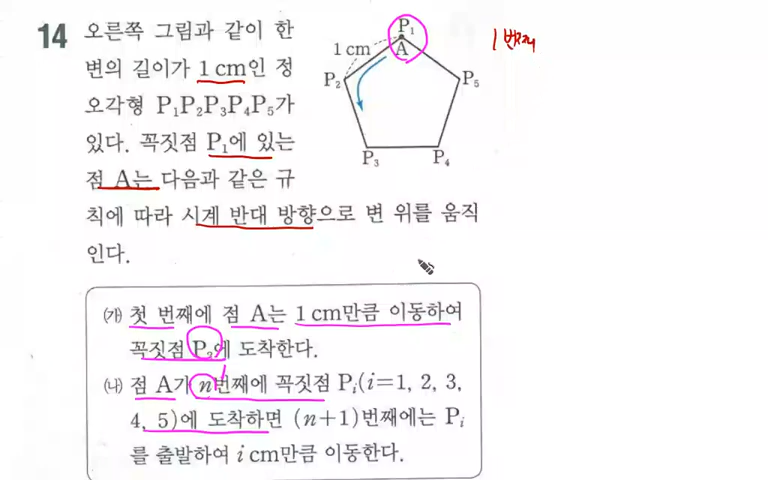 14 오른쪽 그림과 같이 한
변의 길이가 1 cm인 정
오각형 P₁P₂P₃P₄P₅가
있다. 꼭짓점 P₁에 있는
점 A는 다음과 같은 규
칙에 따라 시계 반대 방향으로 변 위를 움직
인다.
P₁
A
1 cm
P₂
P₅
P₃
P₄
1번째
㈎ 첫 번째에 점 A는 1 cm만큼 이동하여
꼭짓점 P₂에 도착한다.
㈏ 점 A가 n번째에 꼭짓점 Pᵢ(i=1, 2, 3,
4, 5)에 도착하면 (n+1)번째에는 Pᵢ
를 출발하여 i cm만큼 이동한다.